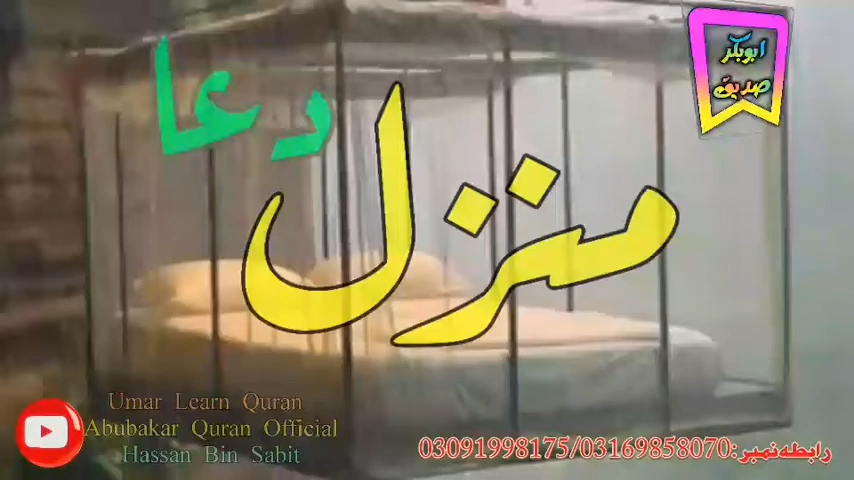 ابوبکر
صدیق
دعا
منزل
Umar Learn Quran
Abubakar Quran Official
Hassan Bin Sabit
رابطہ نمبر:03091998175/03169858070